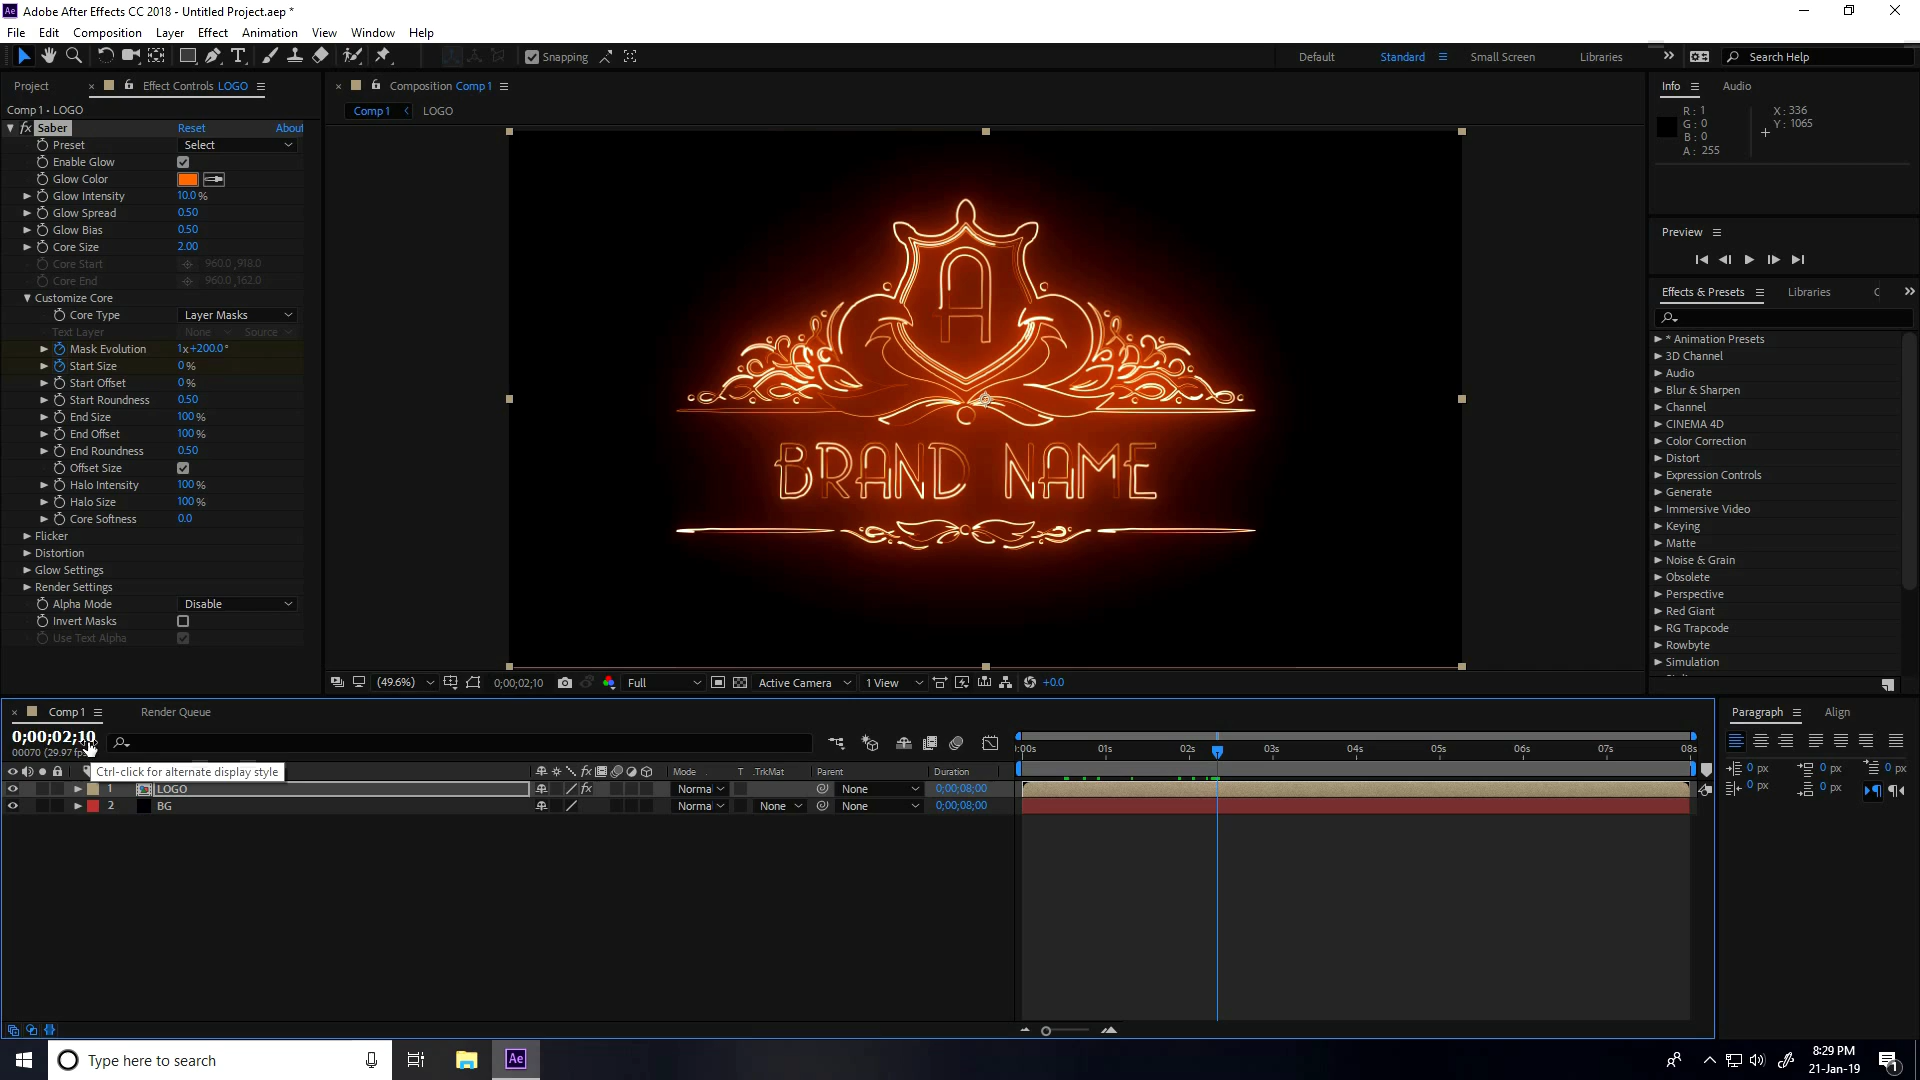 Adobe After Effects CC 2018 - Untitled Project.aep *
File Edit Composition Layer Effect Animation View Window Help
Snapping Default Standard Small Screen Libraries Search Help
Project Effect Controls LOGO
Comp 1 • LOGO
fx Saber Reset About
Preset Select
Enable Glow
Glow Color
Glow Intensity 10.0 %
Glow Spread 0.50
Glow Bias 0.50
Core Size 2.00
Core Start 960.0 ,918.0
Core End 960.0 ,162.0
Customize Core
Core Type Layer Masks
Text Layer None Source
Mask Evolution 1x+200.0°
Start Size 0 %
Start Offset 0 %
Start Roundness 0.50
End Size 100 %
End Offset 100 %
End Roundness 0.50
Offset Size
Halo Intensity 100 %
Halo Size 100 %
Core Softness 0.0
Flicker
Distortion
Glow Settings
Render Settings
Alpha Mode Disable
Invert Masks
Use Text Alpha
Composition Comp 1
Comp 1 LOGO
A
BRAND NAME
(49.6%) 0;00;02;10 Full Active Camera 1 View +0.0
Info Audio
R: 1 X: 336
G: 0 Y: 1065
B: 0
A: 255
Preview
Effects & Presets Libraries C
* Animation Presets
3D Channel
Audio
Blur & Sharpen
Channel
CINEMA 4D
Color Correction
Distort
Expression Controls
Generate
Immersive Video
Keying
Matte
Noise & Grain
Obsolete
Perspective
Red Giant
RG Trapcode
Rowbyte
Simulation
Comp 1 Render Queue
0;00;02;10
00070 (29.97 fp
Ctrl-click for alternate display style
Mode T .TrkMat Parent Duration
1 LOGO fx Norma None 0;00;08;00
2 BG Norma None None 0;00;08;00
:00s 01s 02s 03s 04s 05s 06s 07s 08s
Paragraph Align
0 px 0 px 0 px
0 px 0 px
Type here to search
Ae
8:29 PM
21-Jan-19
1